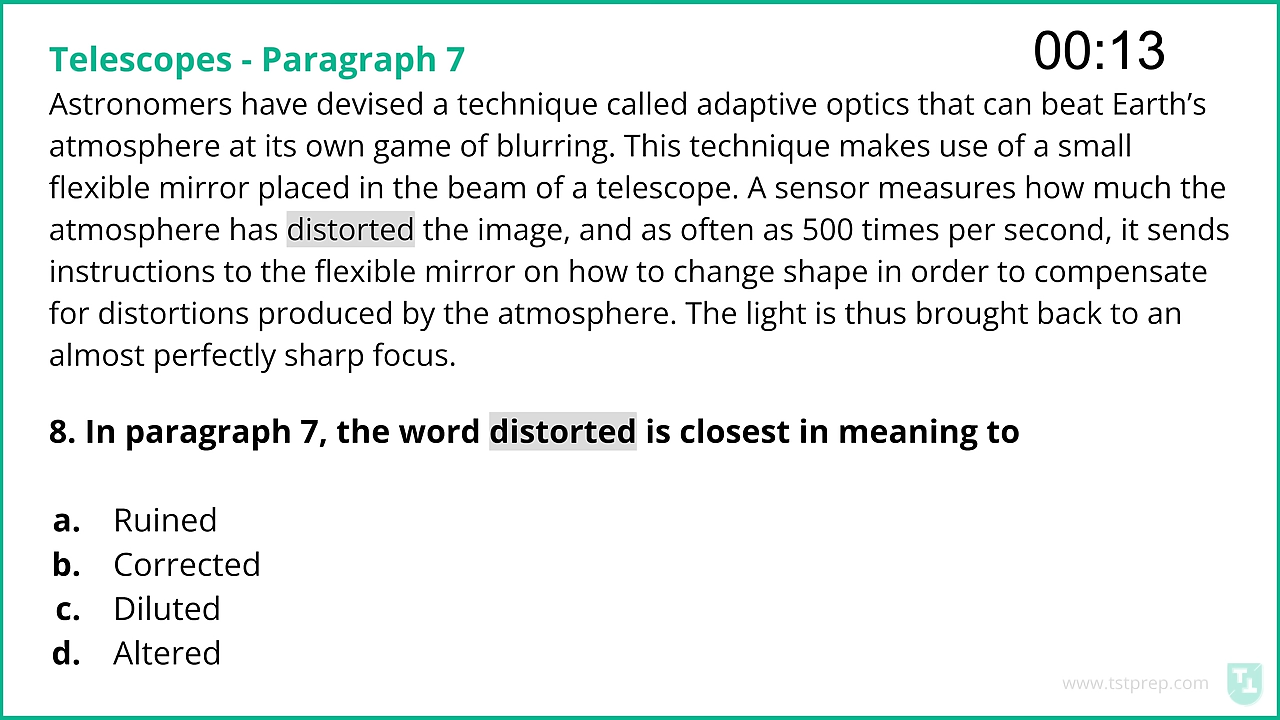 Telescopes - Paragraph 7
00:13
Astronomers have devised a technique called adaptive optics that can beat Earth’s
atmosphere at its own game of blurring. This technique makes use of a small
flexible mirror placed in the beam of a telescope. A sensor measures how much the
atmosphere has distorted the image, and as often as 500 times per second, it sends
instructions to the flexible mirror on how to change shape in order to compensate
for distortions produced by the atmosphere. The light is thus brought back to an
almost perfectly sharp focus.
8. In paragraph 7, the word distorted is closest in meaning to
a. Ruined
b. Corrected
c. Diluted
d. Altered
www.tstprep.com